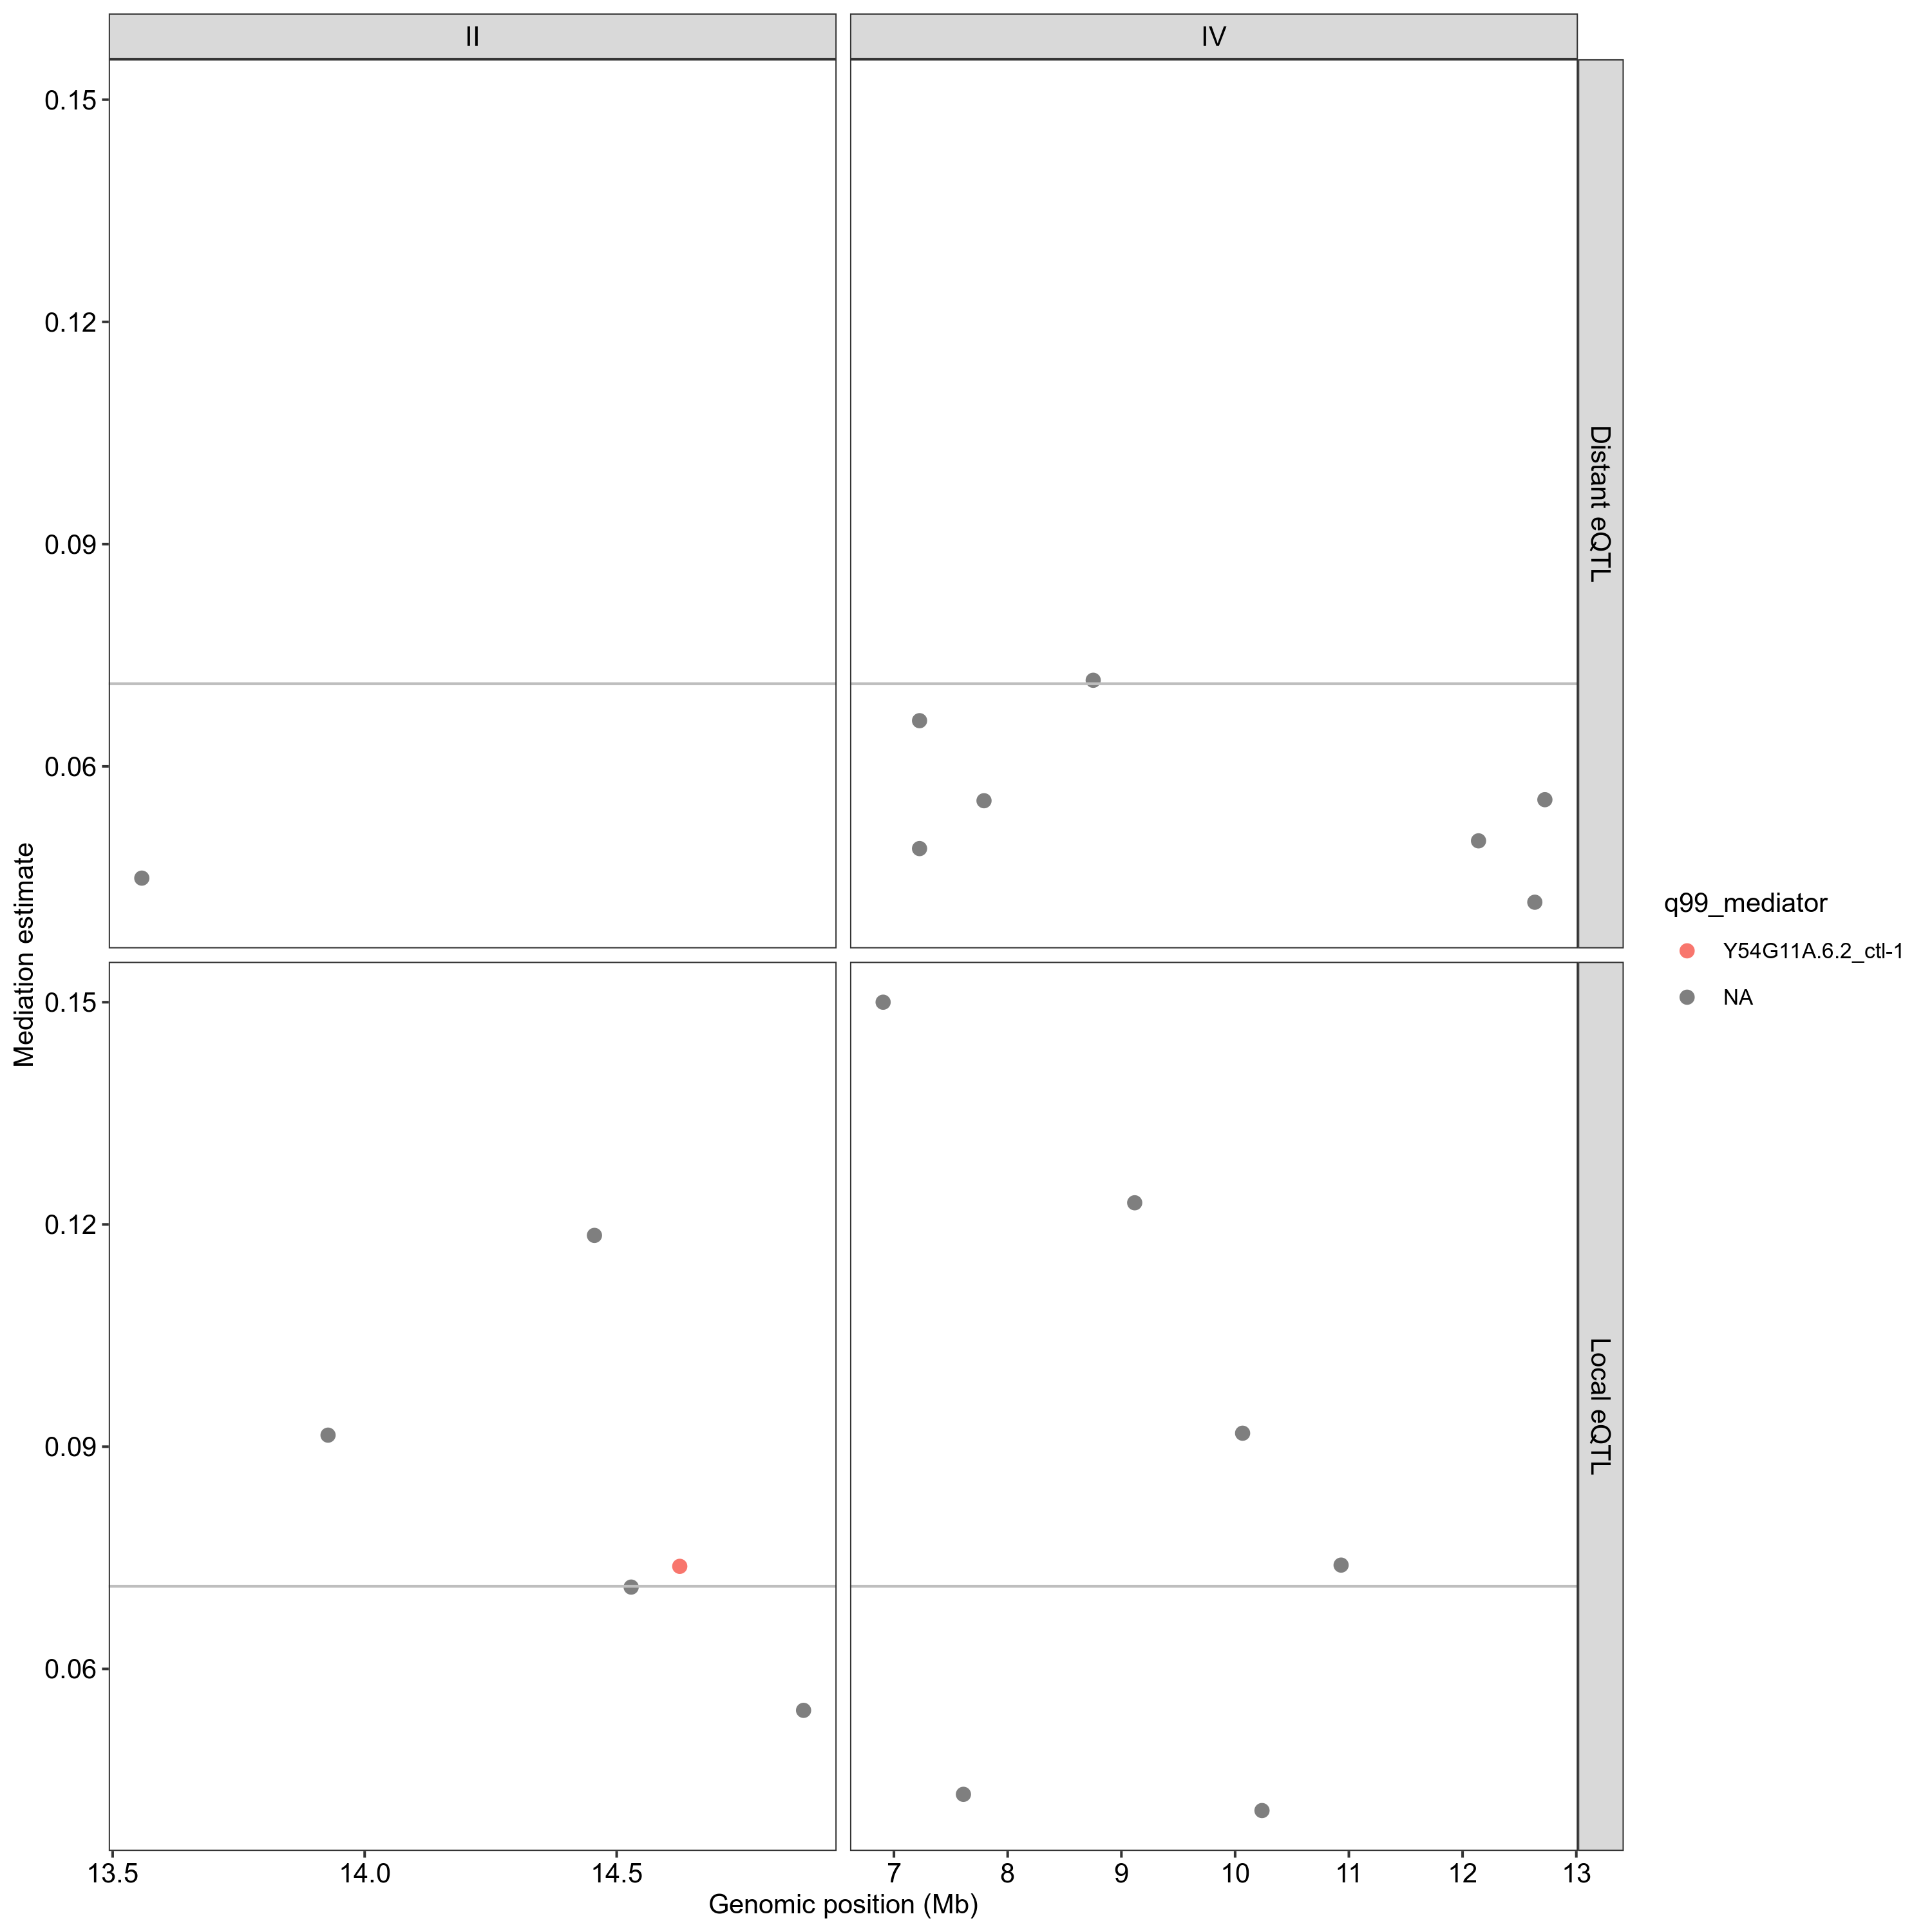 II
IV
0.15
0.12
0.09
0.06
Distant eQTL
Mediation estimate
0.15
0.12
0.09
0.06
Local eQTL
13.5
14.0
14.5
7
8
9
10
11
12
13
Genomic position (Mb)
q99_mediator
Y54G11A.6.2_ctl-1
NA